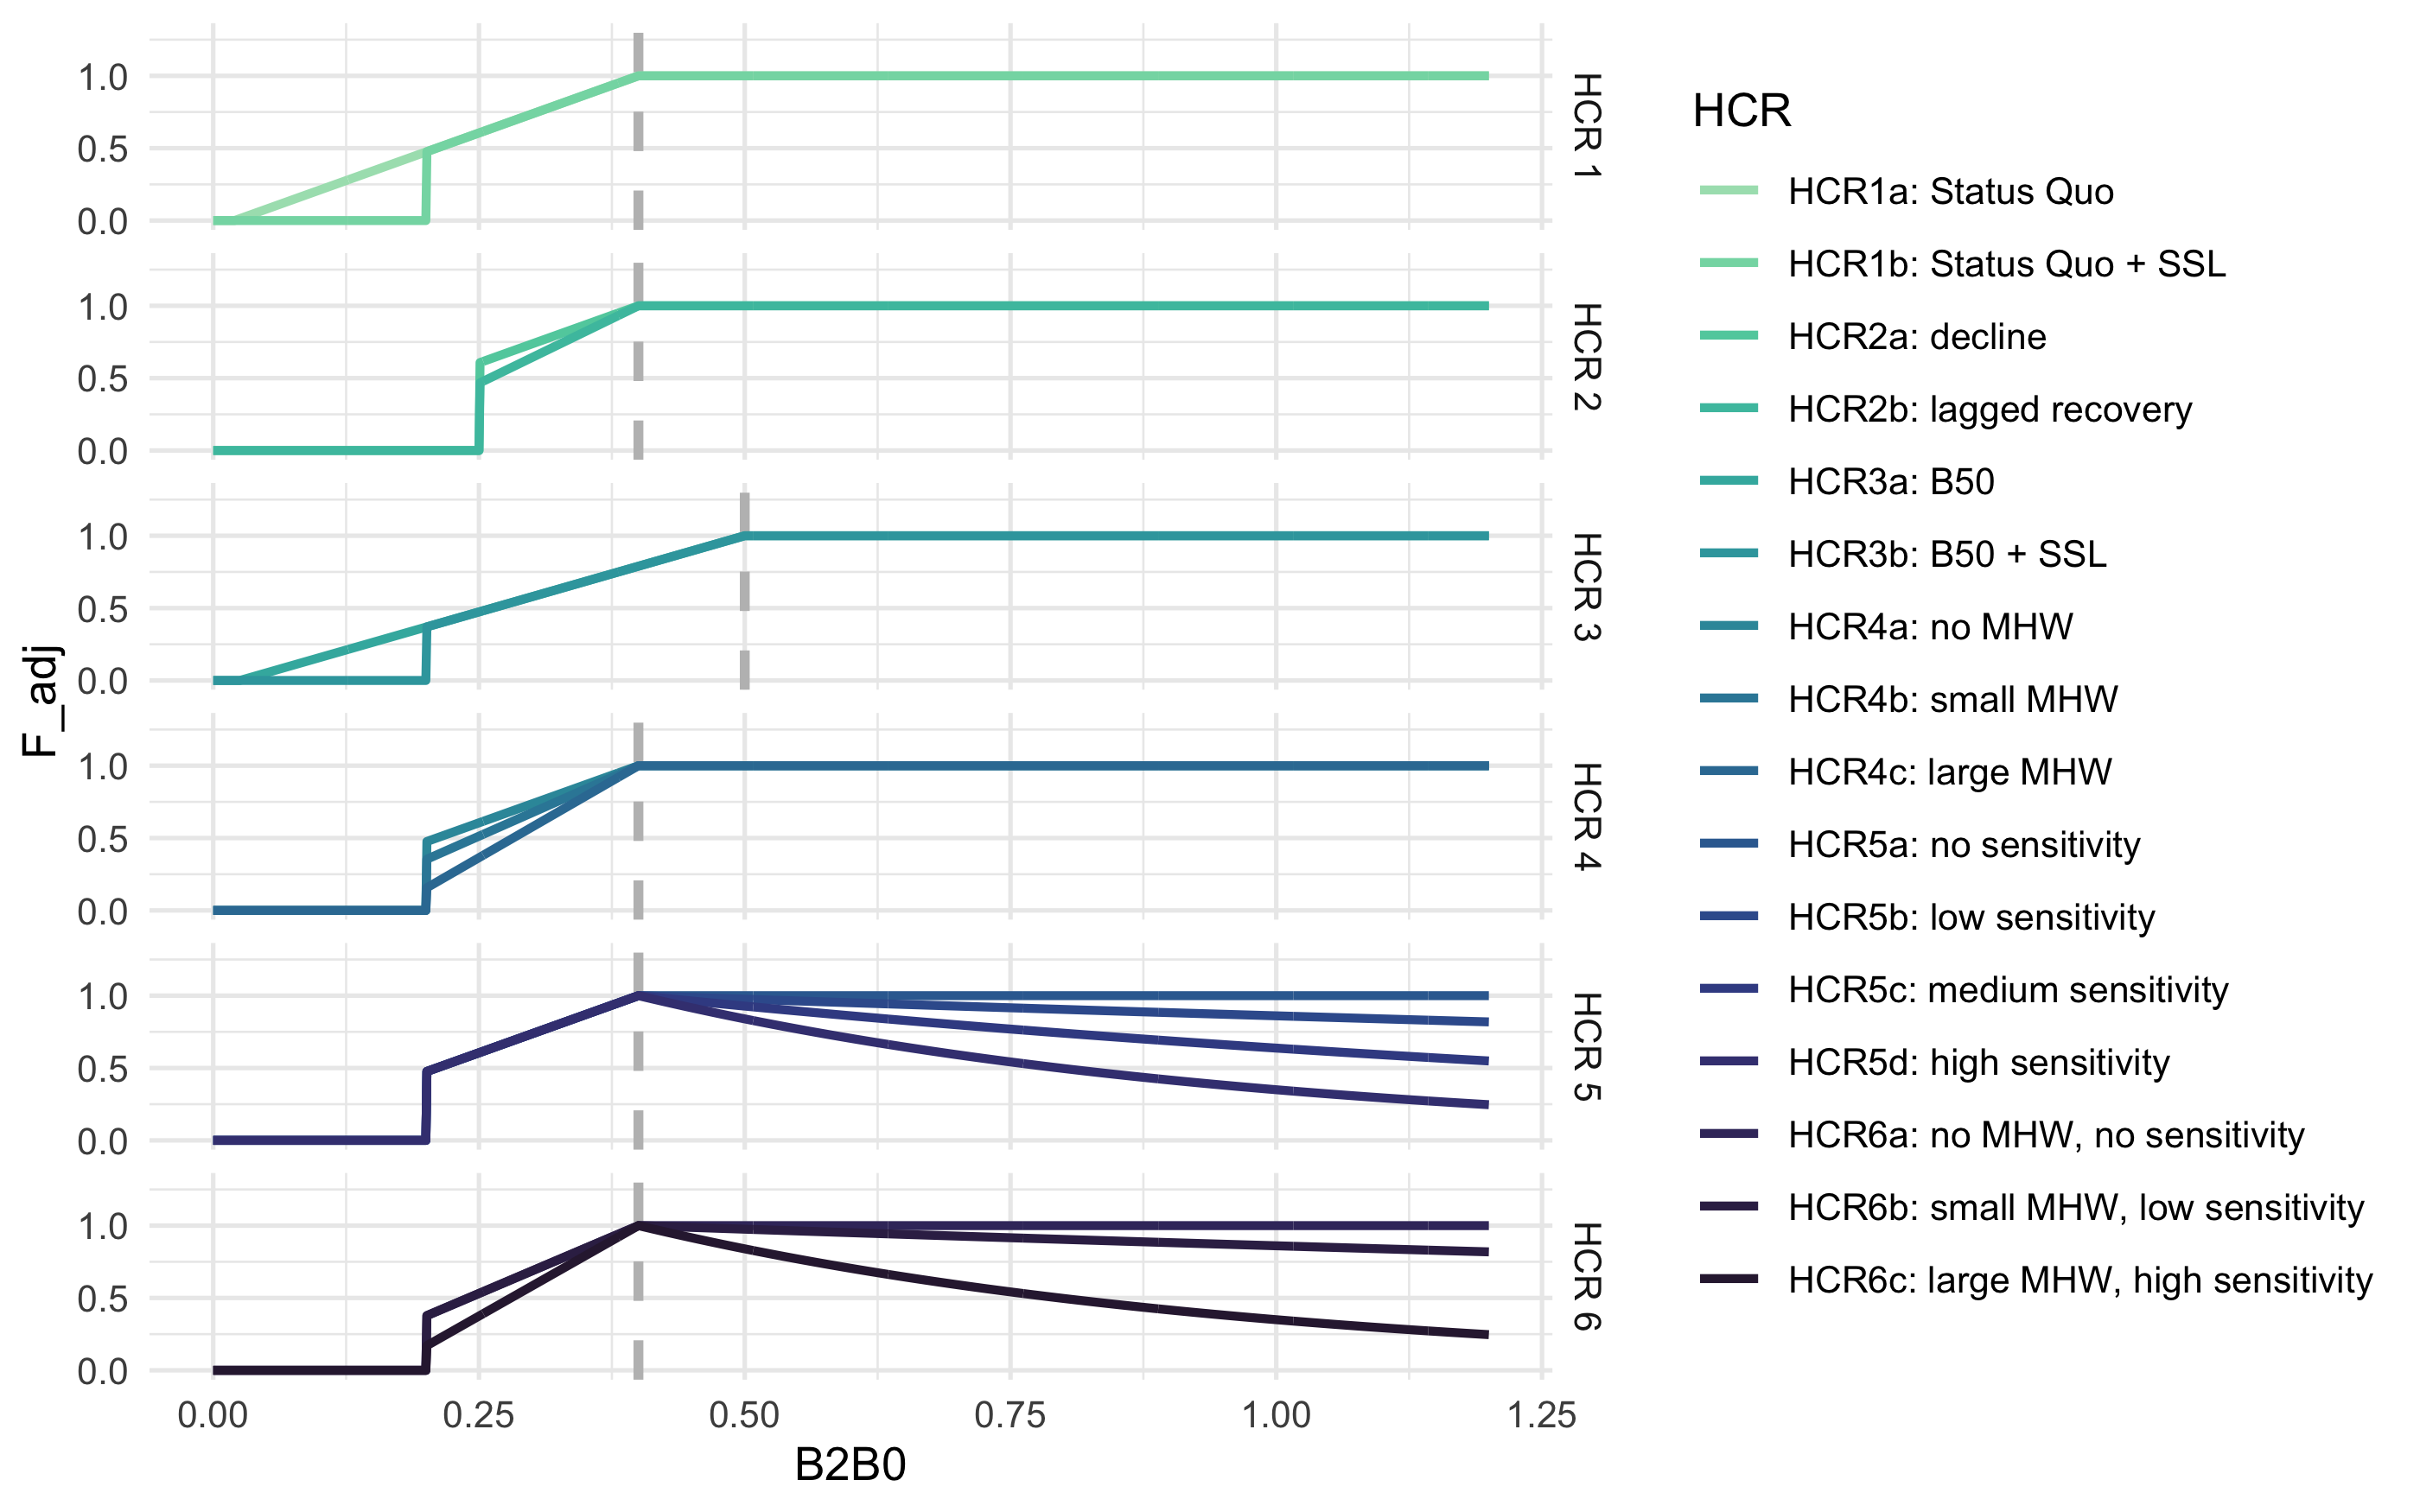 1.0
0.5
0.0
HCR 1
1.0
0.5
0.0
HCR 2
1.0
0.5
0.0
HCR 3
1.0
0.5
0.0
HCR 4
1.0
0.5
0.0
HCR 5
1.0
0.5
0.0
HCR 6
F_adj
0.00 0.25 0.50 0.75 1.00 1.25
B2B0
HCR
HCR1a: Status Quo
HCR1b: Status Quo + SSL
HCR2a: decline
HCR2b: lagged recovery
HCR3a: B50
HCR3b: B50 + SSL
HCR4a: no MHW
HCR4b: small MHW
HCR4c: large MHW
HCR5a: no sensitivity
HCR5b: low sensitivity
HCR5c: medium sensitivity
HCR5d: high sensitivity
HCR6a: no MHW, no sensitivity
HCR6b: small MHW, low sensitivity
HCR6c: large MHW, high sensitivity